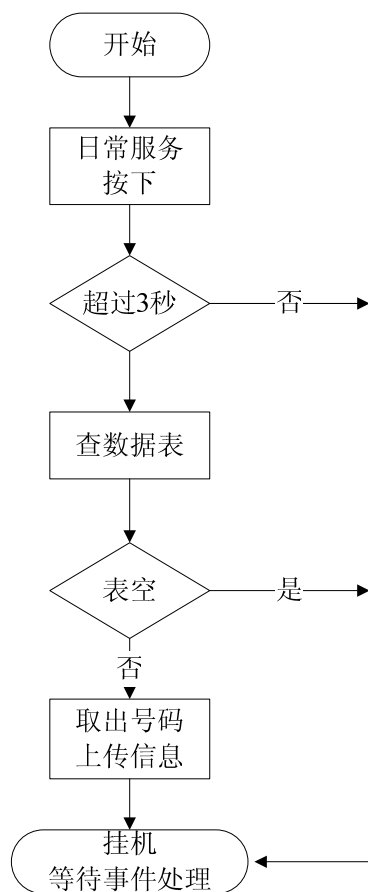 开始
日常服务
按下
超过3秒
否
查数据表
表空
是
否
取出号码
上传信息
挂机
等待事件处理